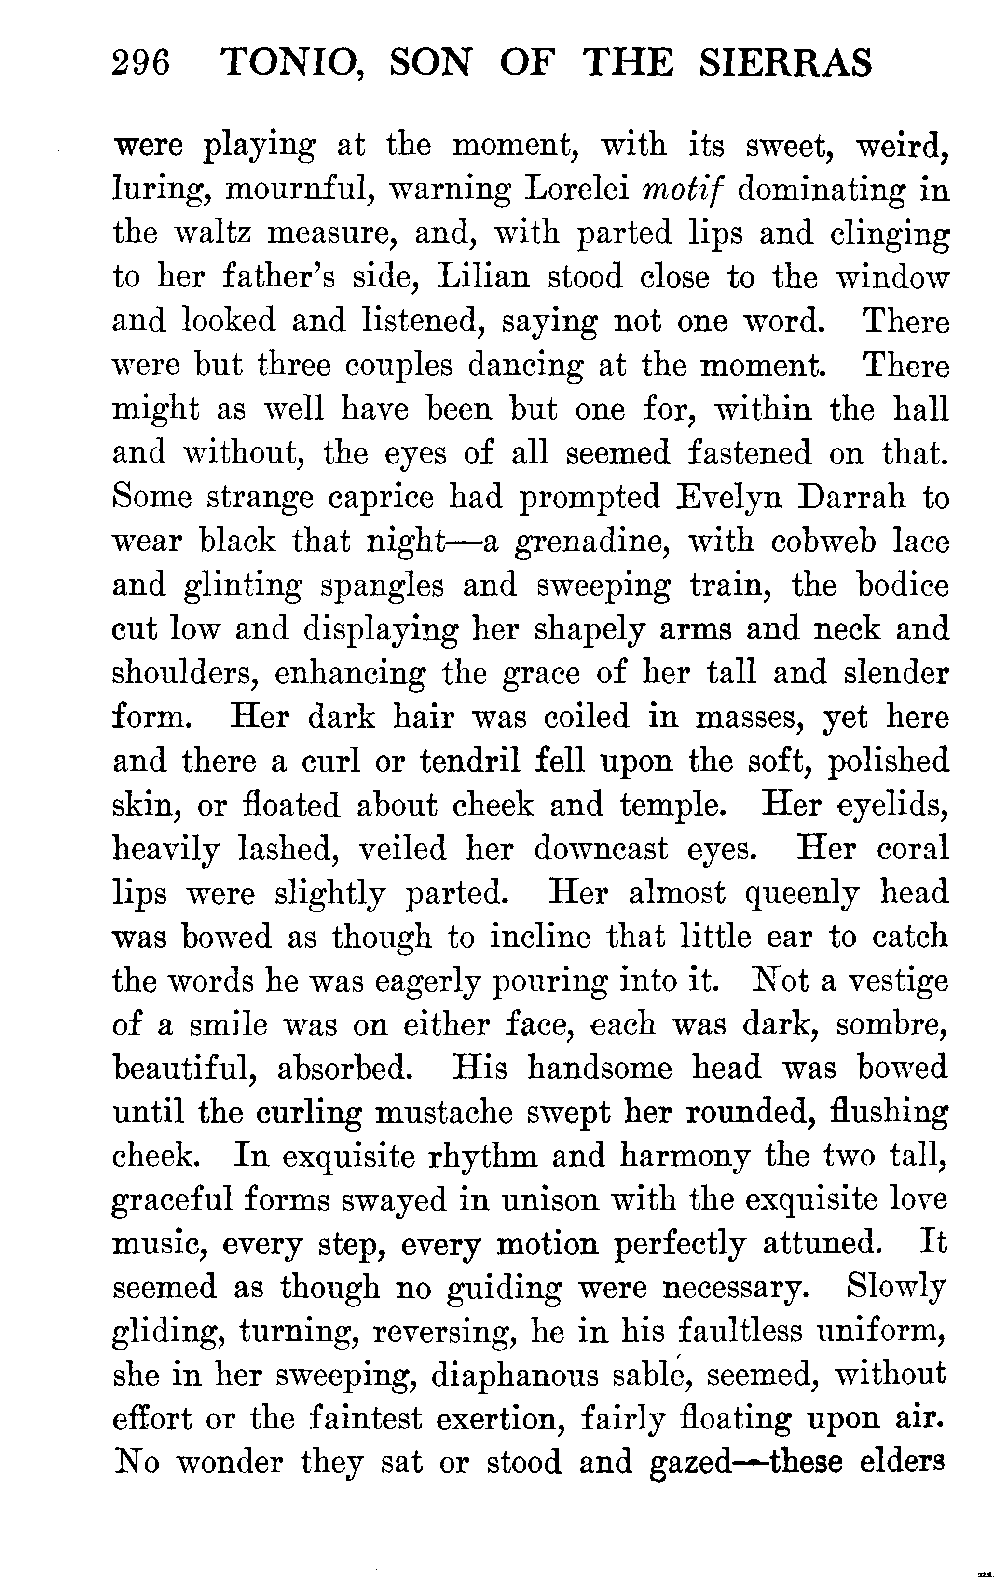 296 TONIO, SON OF THE SIERRAS
were playing at the moment, with its sweet, weird,
luring, mournful, warning Lorelei motif dominating in
the waltz measure, and, with parted lips and clinging
to her father's side, Lilian stood close to the window
and looked and listened, saying not one word. There
were but three couples dancing at the moment. There
might as well have been but one for, within the hall
and without, the eyes of all seemed fastened on that.
Some strange caprice had prompted Evelyn Darrah to
wear black that night—a grenadine, with cobweb lace
and glinting spangles and sweeping train, the bodice
cut low and displaying her shapely arms and neck and
shoulders, enhancing the grace of her tall and slender
form. Her dark hair was coiled in masses, yet here
and there a curl or tendril fell upon the soft, polished
skin, or floated about cheek and temple. Her eyelids,
heavily lashed, veiled her downcast eyes. Her coral
lips were slightly parted. Her almost queenly head
was bowed as though to incline that little ear to catch
the words he was eagerly pouring into it. Not a vestige
of a smile was on either face, each was dark, sombre,
beautiful, absorbed. His handsome head was bowed
until the curling mustache swept her rounded, flushing
cheek. In exquisite rhythm and harmony the two tall,
graceful forms swayed in unison with the exquisite love
music, every step, every motion perfectly attuned. It
seemed as though no guiding were necessary. Slowly
gliding, turning, reversing, he in his faultless uniform,
she in her sweeping, diaphanous sable, seemed, without
effort or the faintest exertion, fairly floating upon air.
No wonder they sat or stood and gazed—these elders